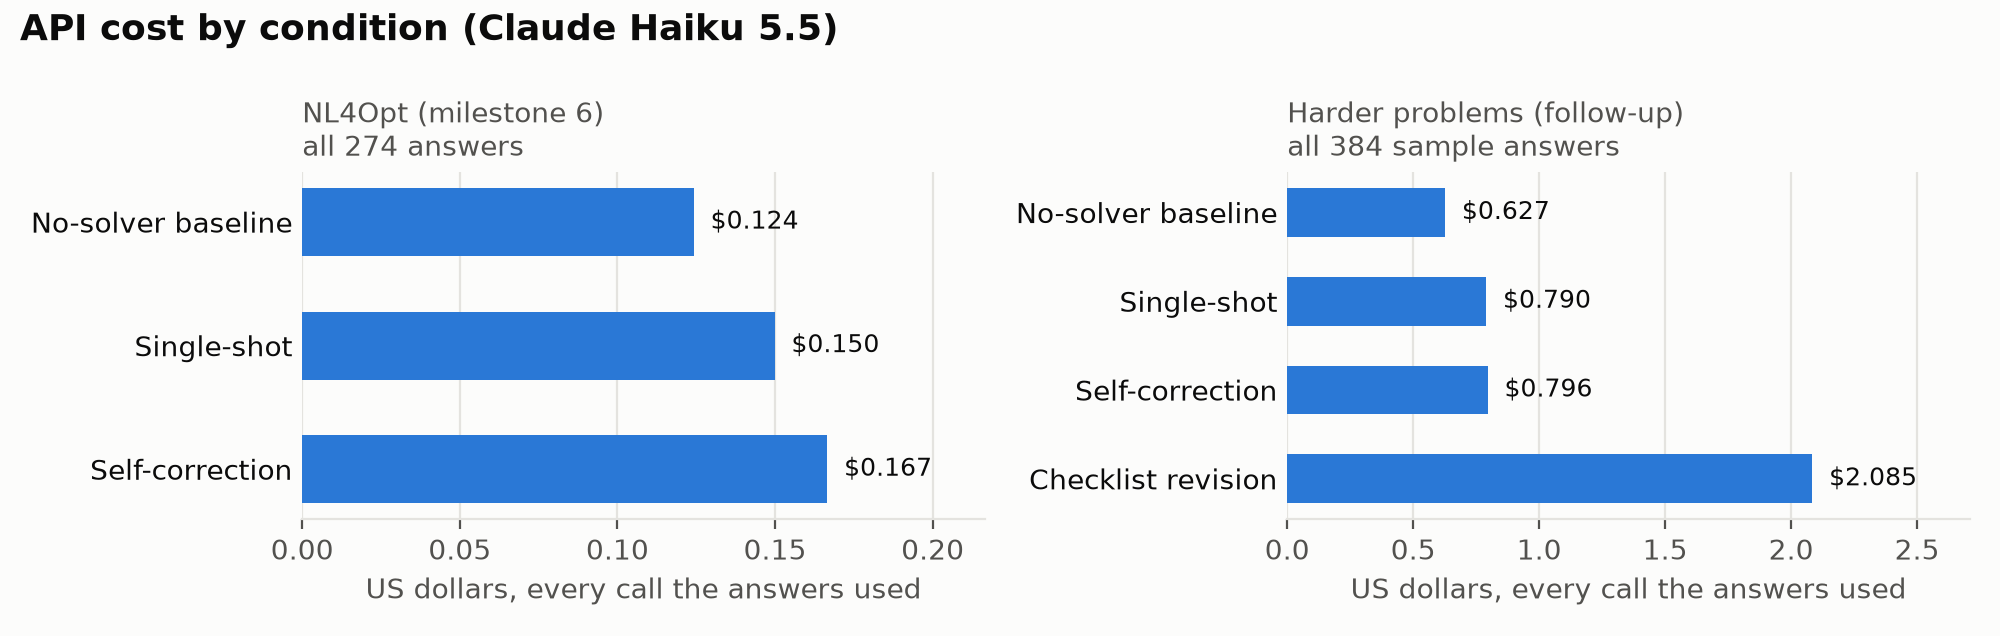 API cost by condition (Claude Haiku 5.5)
NL4Opt (milestone 6)
all 274 answers
No-solver baseline
$0.124
Single-shot
$0.150
Self-correction
$0.167
0.00 0.05 0.10 0.15 0.20
US dollars, every call the answers used
Harder problems (follow-up)
all 384 sample answers
No-solver baseline
$0.627
Single-shot
$0.790
Self-correction
$0.796
Checklist revision
$2.085
0.0 0.5 1.0 1.5 2.0 2.5
US dollars, every call the answers used